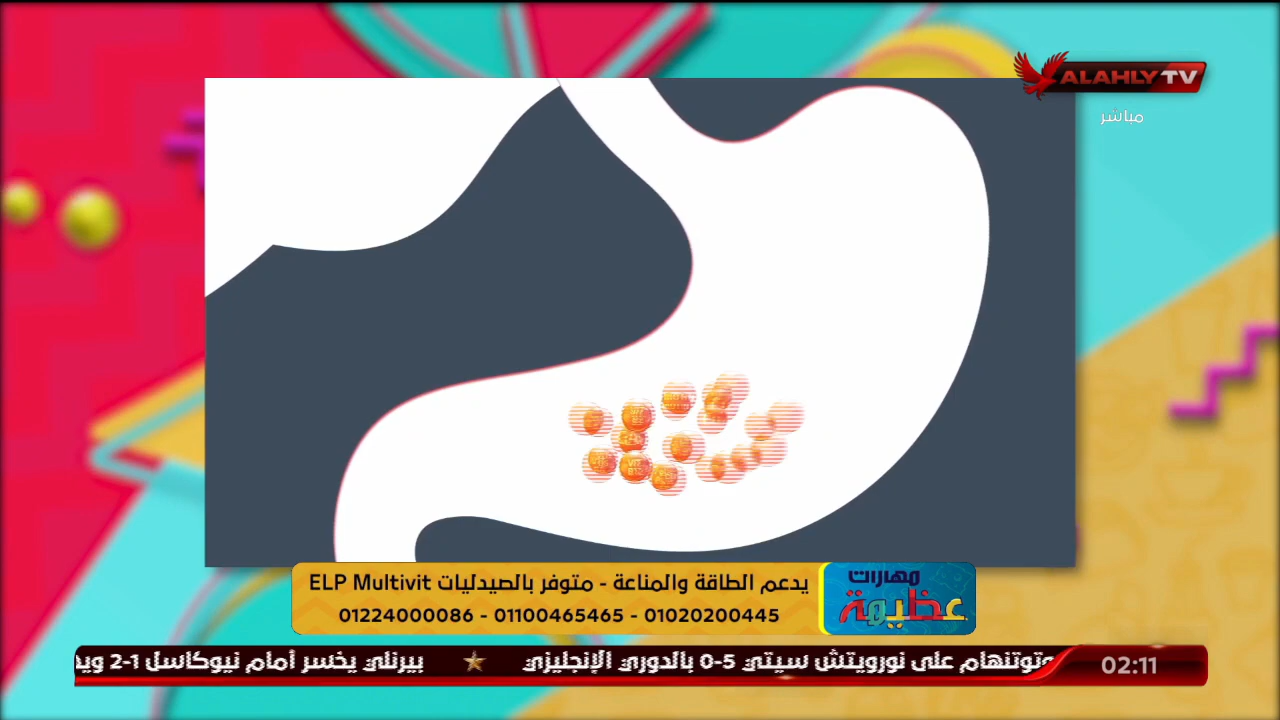 ALAHLY TV
مباشر
مهارات
عظيمة
ELP Multivit يدعم الطاقة والمناعة - متوفر بالصيدليات
01224000086 - 01100465465 - 01020200445
وتوتنهام على نورويتش سيتي 5-0 بالدوري الإنجليزي ★ بيرنلي يخسر أمام نيوكاسل 1-2
02:11